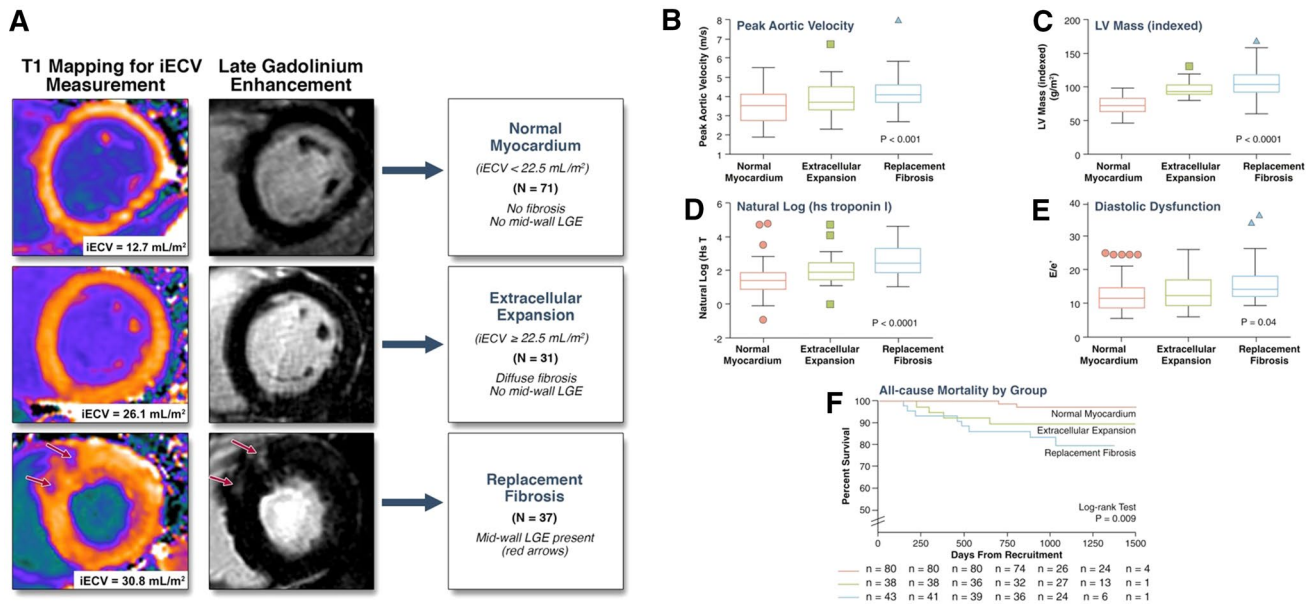 A
T1 Mapping for iECV
Measurement
Late Gadolinium
Enhancement
iECV = 12.7 mL/m²
Normal
Myocardium
(iECV < 22.5 mL/m²)
(N = 71)
No fibrosis
No mid-wall LGE
iECV = 26.1 mL/m²
Extracellular
Expansion
(iECV ≥ 22.5 mL/m²)
(N = 31)
Diffuse fibrosis
No mid-wall LGE
iECV = 30.8 mL/m²
Replacement
Fibrosis
(N = 37)
Mid-wall LGE present
(red arrows)
B
Peak Aortic Velocity
Peak Aortic Velocity (m/s)
8
7
6
5
4
3
2
1
P < 0.001
Normal
Myocardium
Extracellular
Expansion
Replacement
Fibrosis
C
LV Mass (indexed)
LV Mass (indexed)
(g/m²)
200
150
100
50
0
P < 0.0001
Normal
Myocardium
Extracellular
Expansion
Replacement
Fibrosis
D
Natural Log (hs troponin I)
Natural Log (Hs T
6
4
2
0
-2
P < 0.0001
Normal
Myocardium
Extracellular
Expansion
Replacement
Fibrosis
E
Diastolic Dysfunction
E/e'
40
30
20
10
0
P = 0.04
Normal
Myocardium
Extracellular
Expansion
Replacement
Fibrosis
F
All-cause Mortality by Group
Percent Survival
100
90
80
70
60
50
Normal Myocardium
Extracellular Expansion
Replacement Fibrosis
Log-rank Test
P = 0.009
0 250 500 750 1000 1250 1500
Days From Recruitment
n = 80 n = 80 n = 80 n = 74 n = 26 n = 24 n = 4
n = 38 n = 38 n = 36 n = 32 n = 27 n = 13 n = 1
n = 43 n = 41 n = 39 n = 36 n = 24 n = 6 n = 1